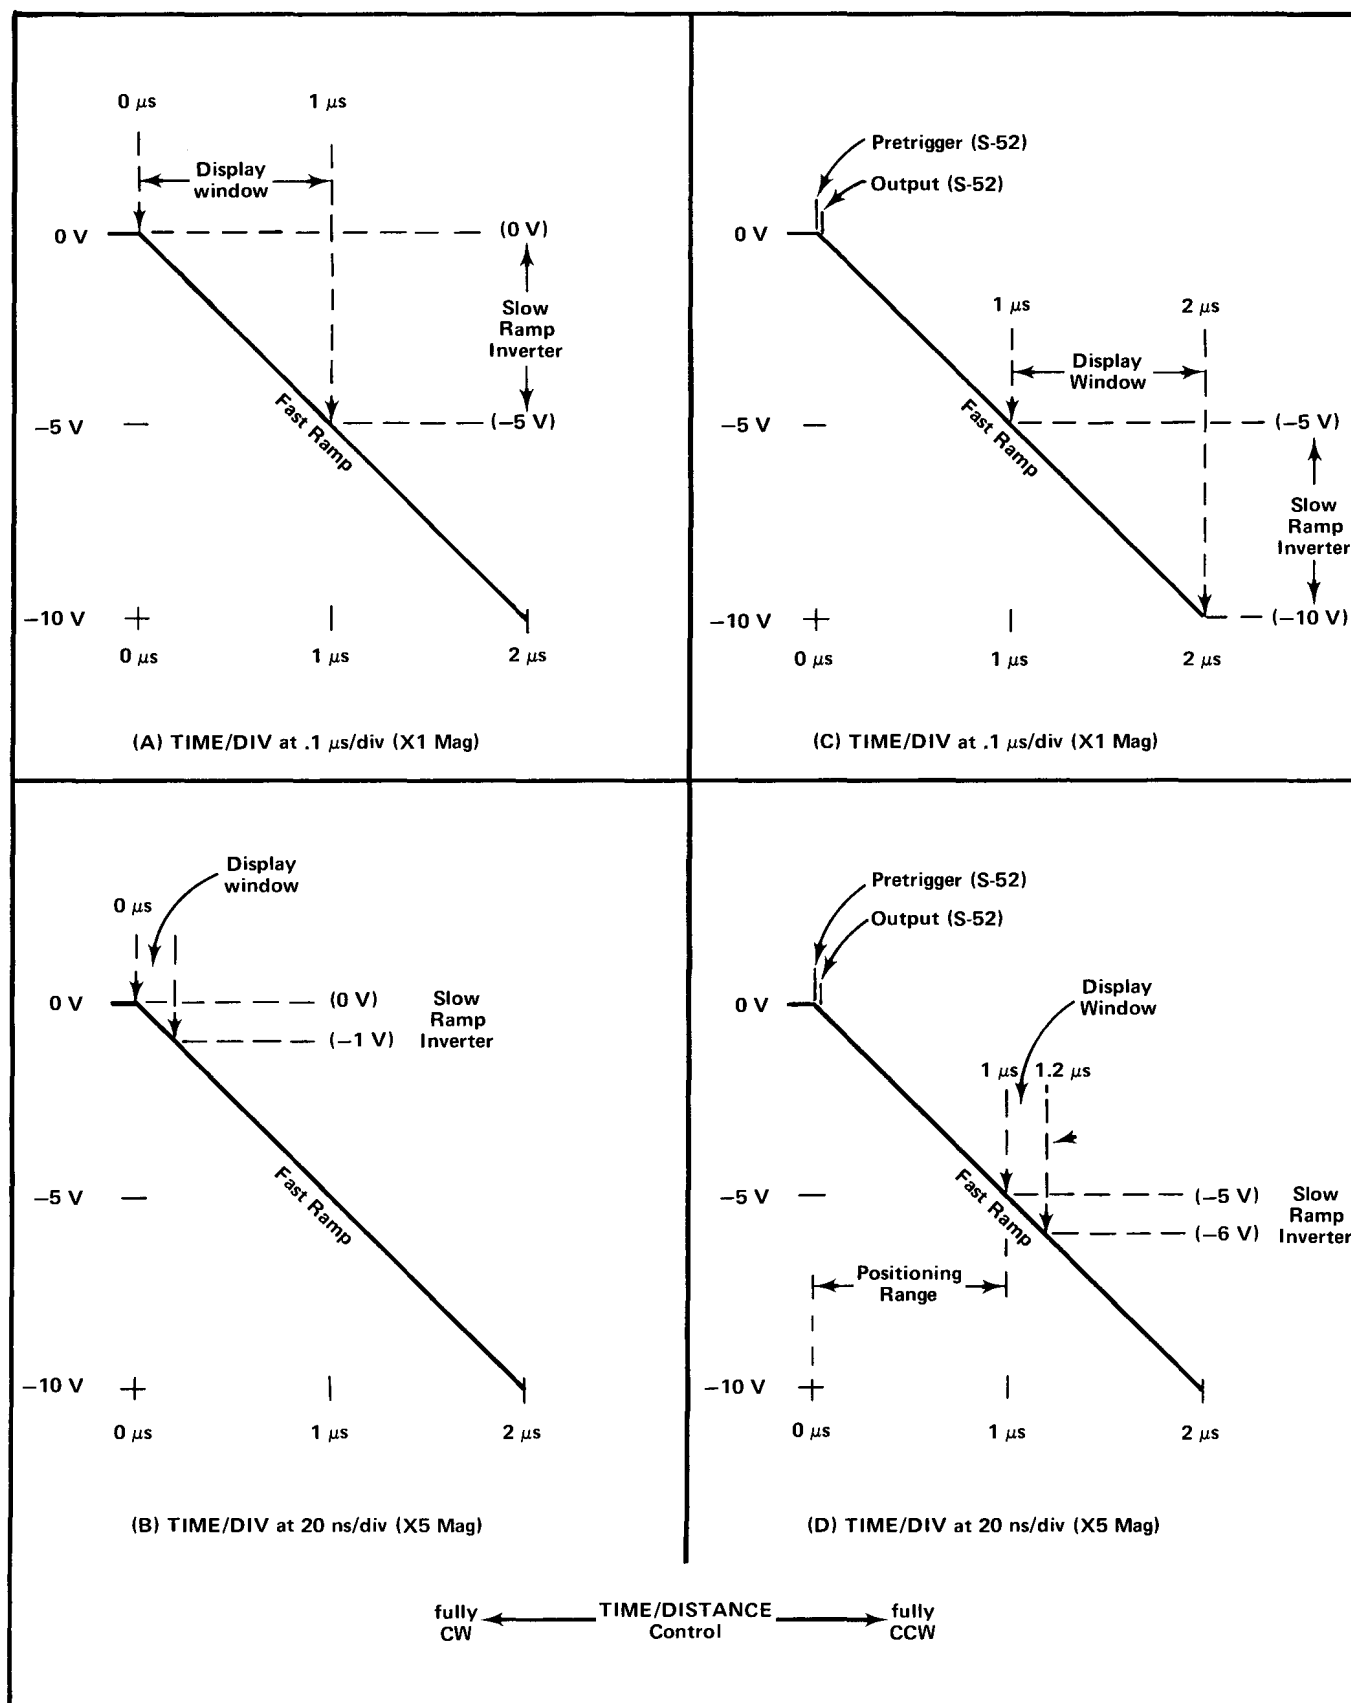 0 μs
1 μs
Display
window
0 V
(0 V)
Slow
Ramp
Inverter
−5 V
(−5 V)
Fast Ramp
−10 V
0 μs
1 μs
2 μs
(A) TIME/DIV at .1 μs/div (X1 Mag)
Pretrigger (S-52)
Output (S-52)
0 V
1 μs
2 μs
Display
Window
−5 V
(−5 V)
Fast Ramp
Slow
Ramp
Inverter
−10 V
(−10 V)
0 μs
1 μs
2 μs
(C) TIME/DIV at .1 μs/div (X1 Mag)
Display
window
0 μs
0 V
(0 V)
(−1 V)
Slow
Ramp
Inverter
−5 V
Fast Ramp
−10 V
0 μs
1 μs
2 μs
(B) TIME/DIV at 20 ns/div (X5 Mag)
Pretrigger (S-52)
Output (S-52)
0 V
Display
Window
1 μs
1.2 μs
−5 V
Fast Ramp
(−5 V)
(−6 V)
Slow
Ramp
Inverter
Positioning
Range
−10 V
0 μs
1 μs
2 μs
(D) TIME/DIV at 20 ns/div (X5 Mag)
fully
CW
TIME/DISTANCE
Control
fully
CCW